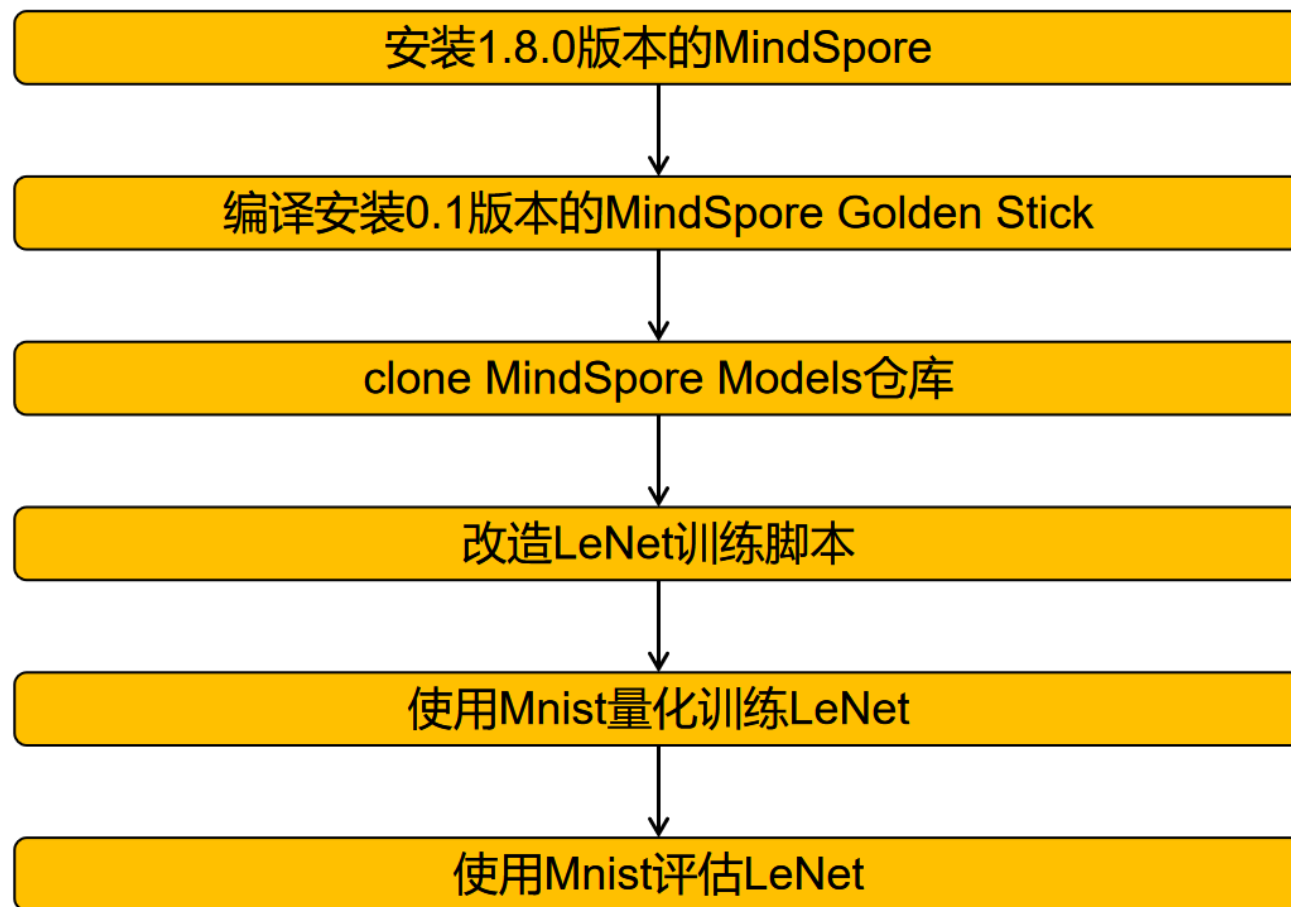 安装1.8.0版本的MindSpore
编译安装0.1版本的MindSpore Golden Stick
clone MindSpore Models仓库
改造LeNet训练脚本
使用Mnist量化训练LeNet
使用Mnist评估LeNet